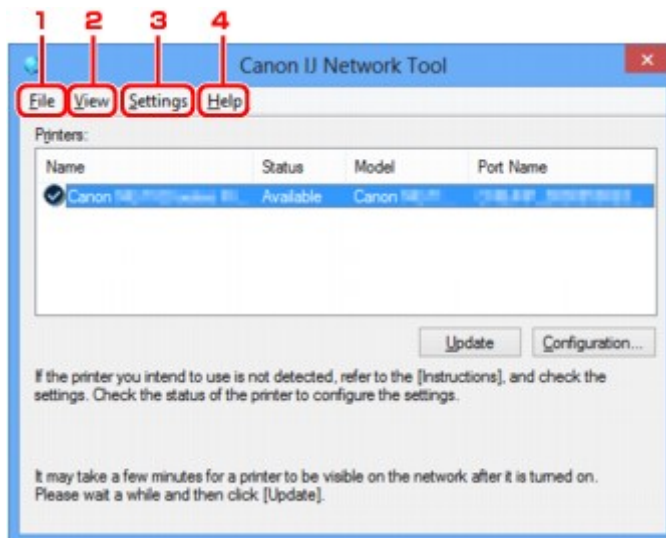 1 2 3 4
Canon IJ Network Tool
File View Settings Help
Printers:
Name Status Model Port Name
Canon Available Canon
Update Configuration...
If the printer you intend to use is not detected, refer to the [Instructions], and check the
settings. Check the status of the printer to configure the settings.
It may take a few minutes for a printer to be visible on the network after it is turned on.
Please wait a while and then click [Update].